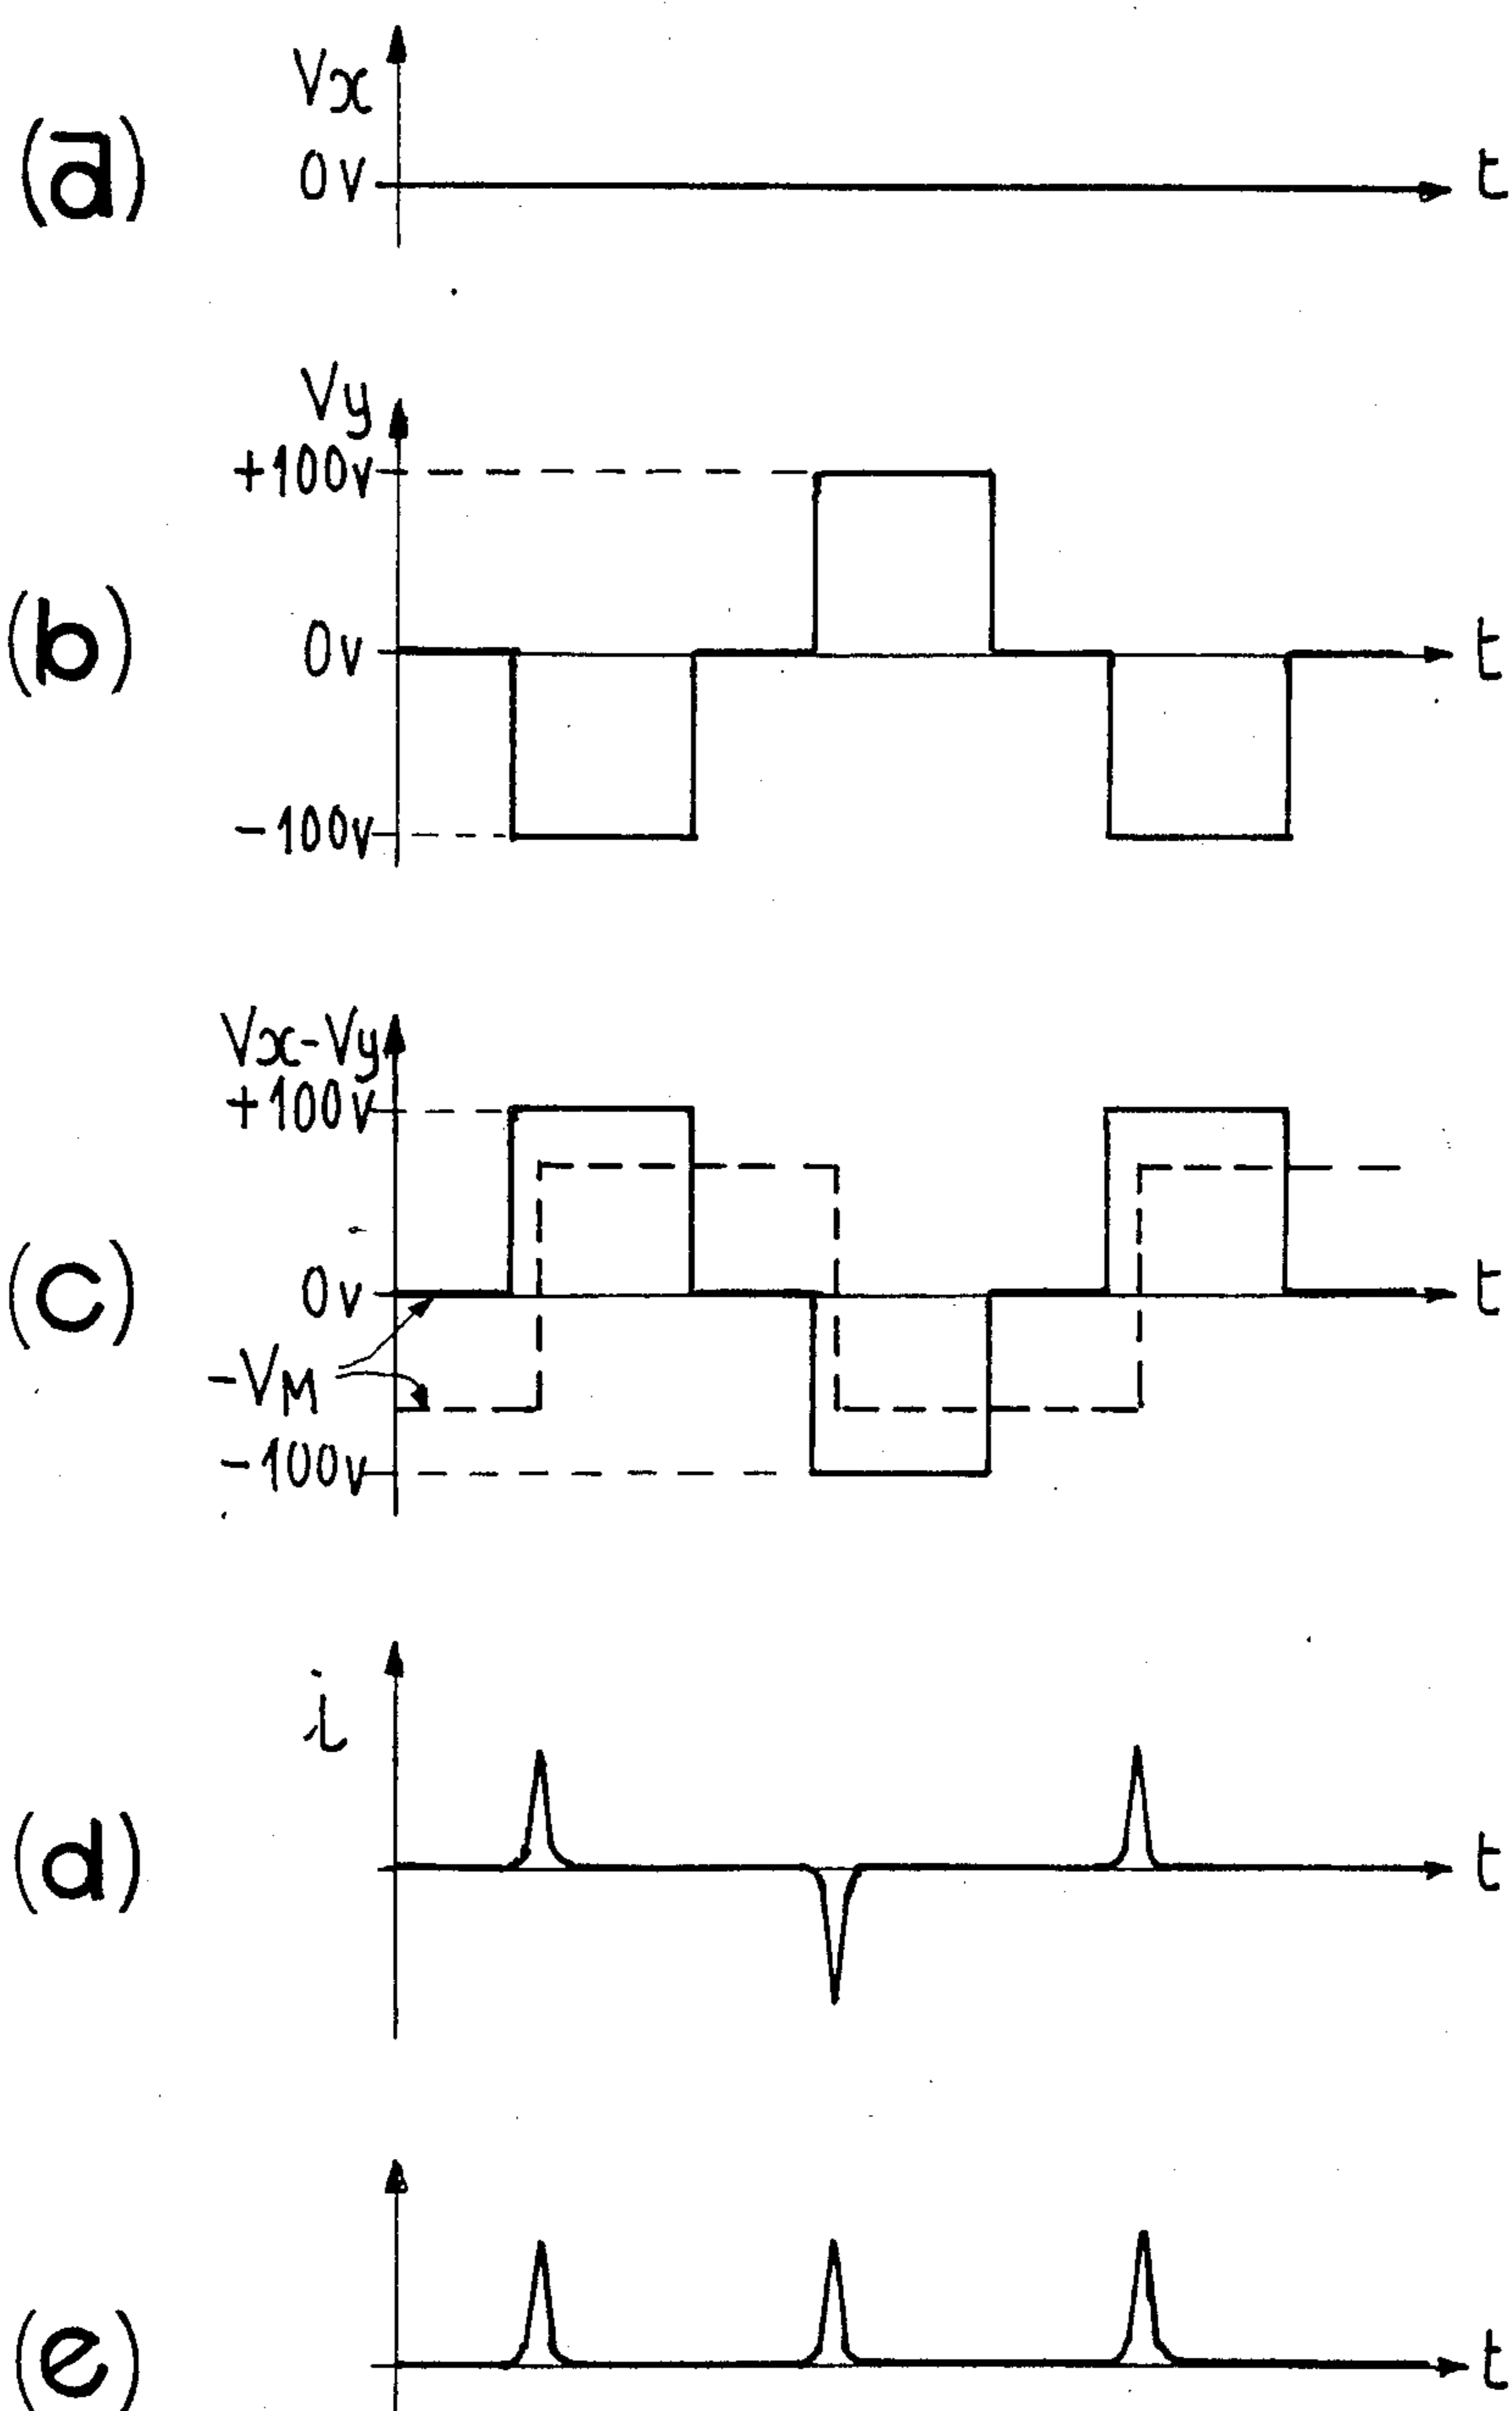 (a)
Vx
0V
t
(b)
Vy
+100v
0v
-100v
t
(c)
Vx-Vy
+100v
0v
-VM
-100v
t
(d)
i
t
(e)
t